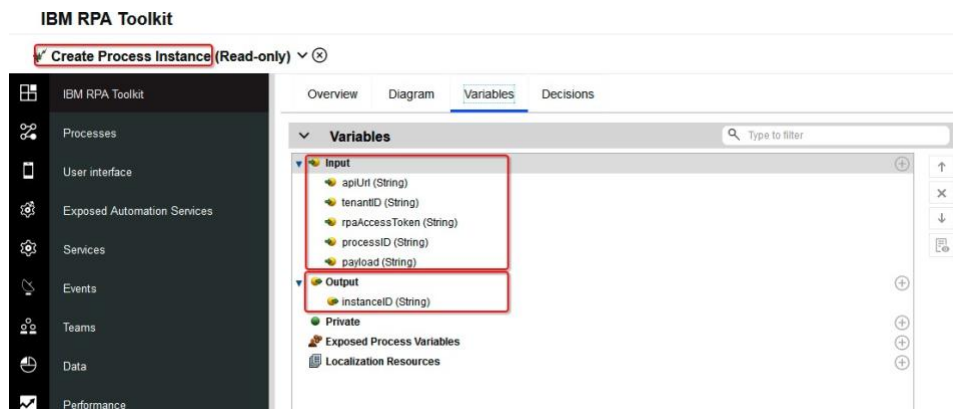 IBM RPA Toolkit
Create Process Instance (Read-only)
IBM RPA Toolkit
Processes
User interface
Exposed Automation Services
Services
Events
Teams
Data
Performance
Overview Diagram Variables Decisions
Variables
Type to filter
Input
apiUrl (String)
tenantID (String)
rpaAccessToken (String)
processID (String)
payload (String)
Output
instanceID (String)
Private
Exposed Process Variables
Localization Resources